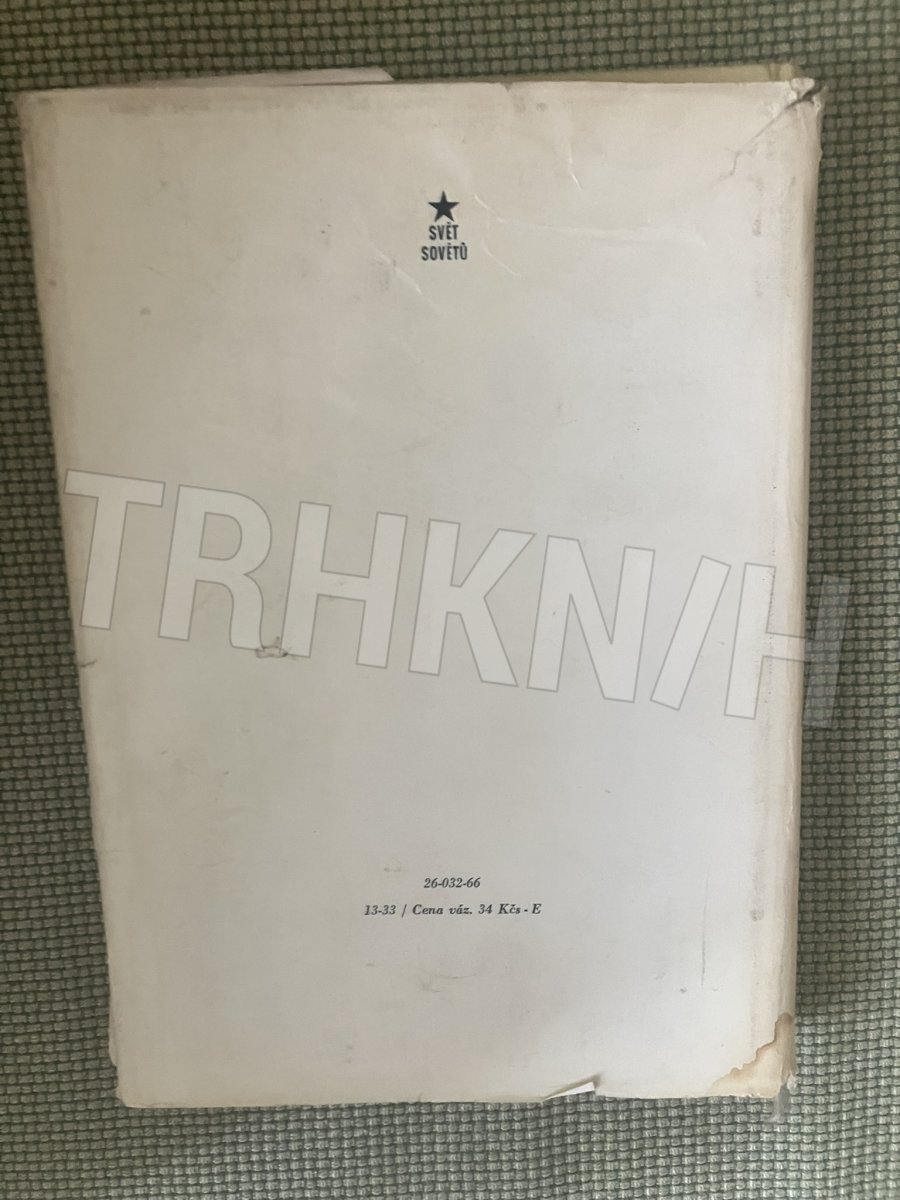 SVĚT
SOVĚTŮ
TRHKNIH
26-032-66
13-33 / Cena váz. 34 Kčs - E